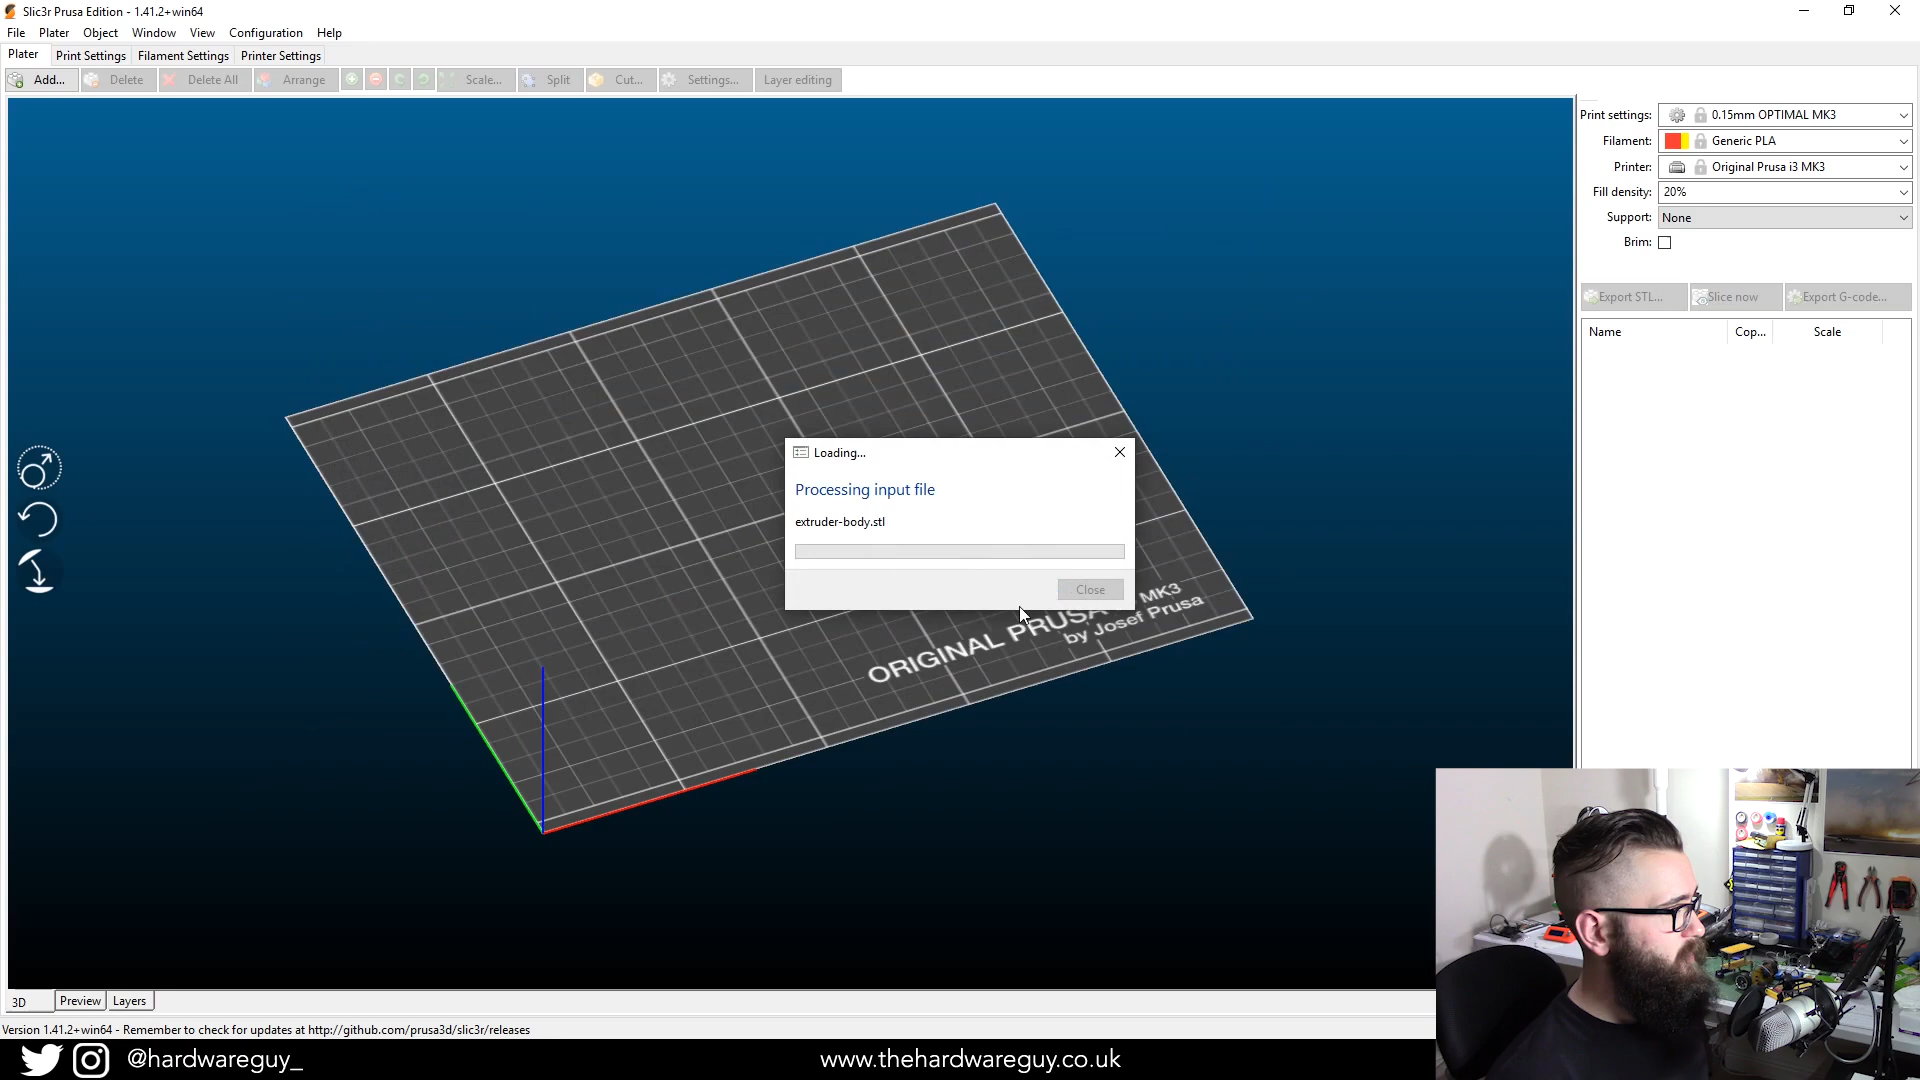 Slic3r Prusa Edition - 1.41.2+win64
File Plater Object Window View Configuration Help
Plater Print Settings Filament Settings Printer Settings
Add... Delete Delete All Arrange Scale... Split Cut... Settings... Layer editing
Print settings: 0.15mm OPTIMAL MK3
Filament: Generic PLA
Printer: Original Prusa i3 MK3
Fill density: 20%
Support: None
Brim:
Export STL... Slice now Export G-code...
Name Cop... Scale
Loading...
Processing input file
extruder-body.stl
Close
ORIGINAL PRUSA MK3
by Josef Prusa
3D Preview Layers
Version 1.41.2+win64 - Remember to check for updates at http://github.com/prusa3d/slic3r/releases
@hardwareguy_ www.thehardwareguy.co.uk